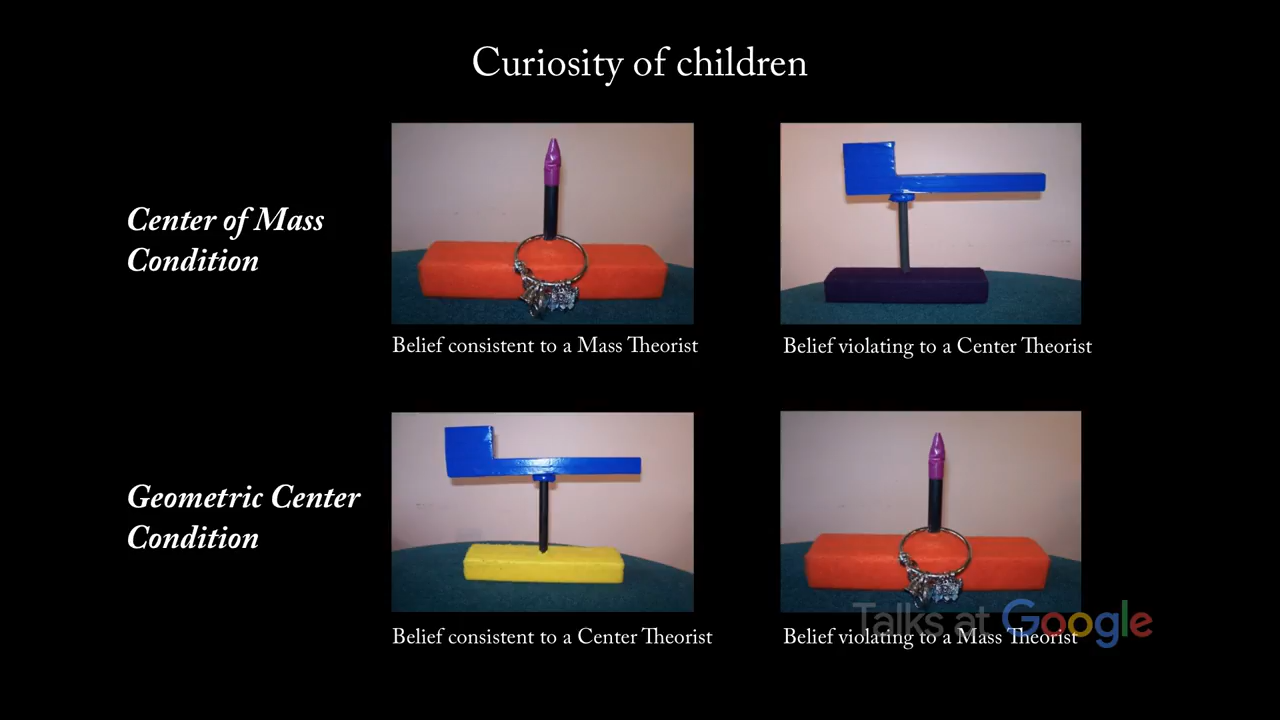 Curiosity of children
Center of Mass
Condition
Belief consistent to a Mass Theorist
Belief violating to a Center Theorist
Geometric Center
Condition
Belief consistent to a Center Theorist
Belief violating to a Mass Theorist
Talks at Google